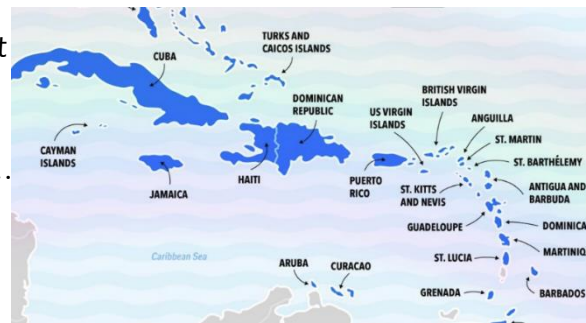 t
..
TURKS AND
CAICOS ISLANDS
CUBA
DOMINICAN
REPUBLIC
BRITISH VIRGIN
ISLANDS
US VIRGIN
ISLANDS
ANGUILLA
ST. MARTIN
ST. BARTHÉLEMY
CAYMAN
ISLANDS
JAMAICA
HAITI
PUERTO
RICO
ST. KITTS
AND NEVIS
ANTIGUA AND
BARBUDA
GUADELOUPE
DOMINICA
MARTINIQ
Caribbean Sea
ST. LUCIA
ARUBA
CURACAO
GRENADA
BARBADOS